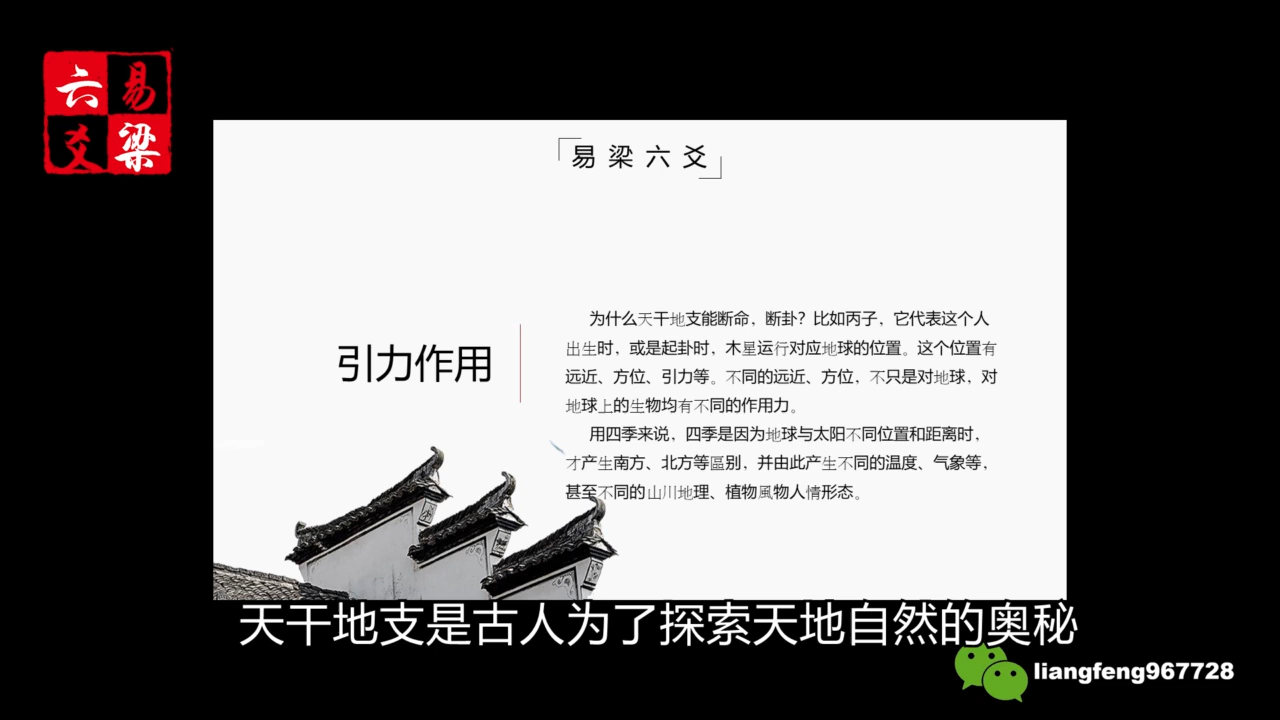 六易
爻梁
易梁六爻
引力作用
为什么天干地支能断命，断卦？比如丙子，它代表这个人
出生时，或是起卦时，木星运行对应地球的位置。这个位置有
远近、方位、引力等。不同的远近、方位，不只是对地球，对
地球上的生物均有不同的作用力。
用四季来说，四季是因为地球与太阳不同位置和距离时，
才产生南方、北方等區别，并由此产生不同的温度、气象等，
甚至不同的山川地理、植物風物人情形态。
天干地支是古人为了探索天地自然的奥秘
liangfeng967728